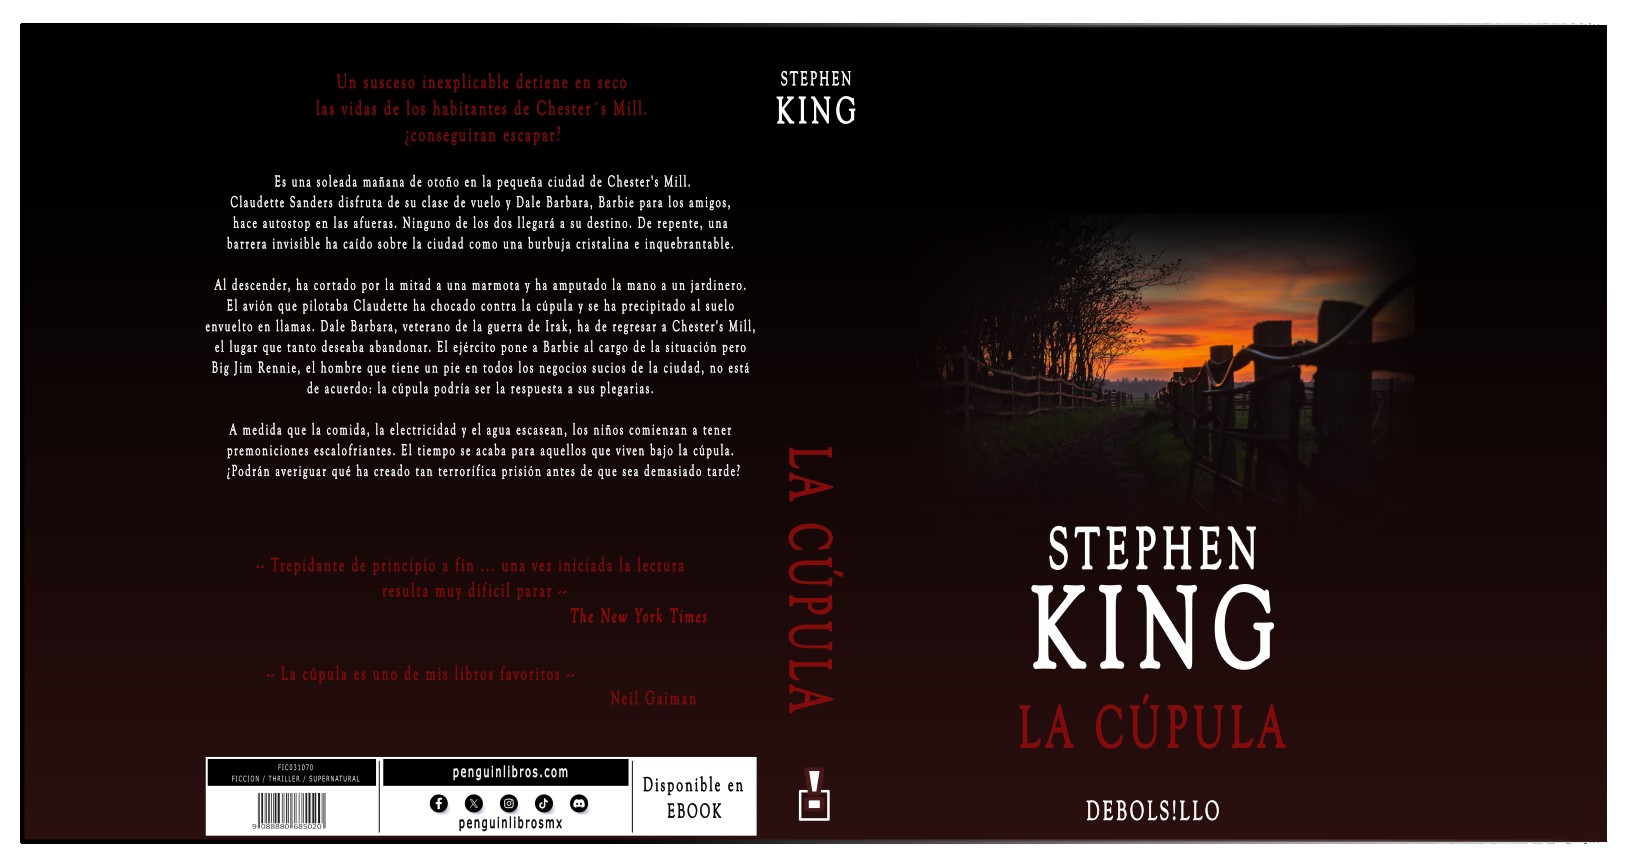 Un susceso inexplicable detiene en seco
las vidas de los habitantes de Chester´s Mill.
¿conseguiran escapar?
Es una soleada mañana de otoño en la pequeña ciudad de Chester's Mill.
Claudette Sanders disfruta de su clase de vuelo y Dale Barbara, Barbie para los amigos,
hace autostop en las afueras. Ninguno de los dos llegará a su destino. De repente, una
barrera invisible ha caído sobre la ciudad como una burbuja cristalina e inquebrantable.
Al descender, ha cortado por la mitad a una marmota y ha amputado la mano a un jardinero.
El avión que pilotaba Claudette ha chocado contra la cúpula y se ha precipitado al suelo
envuelto en llamas. Dale Barbara, veterano de la guerra de Irak, ha de regresar a Chester's Mill,
el lugar que tanto deseaba abandonar. El ejército pone a Barbie al cargo de la situación pero
Big Jim Rennie, el hombre que tiene un pie en todos los negocios sucios de la ciudad, no está
de acuerdo: la cúpula podría ser la respuesta a sus plegarias.
A medida que la comida, la electricidad y el agua escasean, los niños comienzan a tener
premoniciones escalofriantes. El tiempo se acaba para aquellos que viven bajo la cúpula.
¿Podrán averiguar qué ha creado tan terrorífica prisión antes de que sea demasiado tarde?
-- Trepidante de principio a fin ... una vez iniciada la lectura
resulta muy dificil parar --
The New York Times
-- La cúpula es uno de mis libros favoritos --
Neil Gaiman
FIC031070
FICCION / THRILLER / SUPERNATURAL
9 088880 685020
penguinlibros.com
penguinlibrosmx
Disponible en
EBOOK
STEPHEN
KING
LA CÚPULA
STEPHEN
KING
LA CÚPULA
DEBOLS!LLO